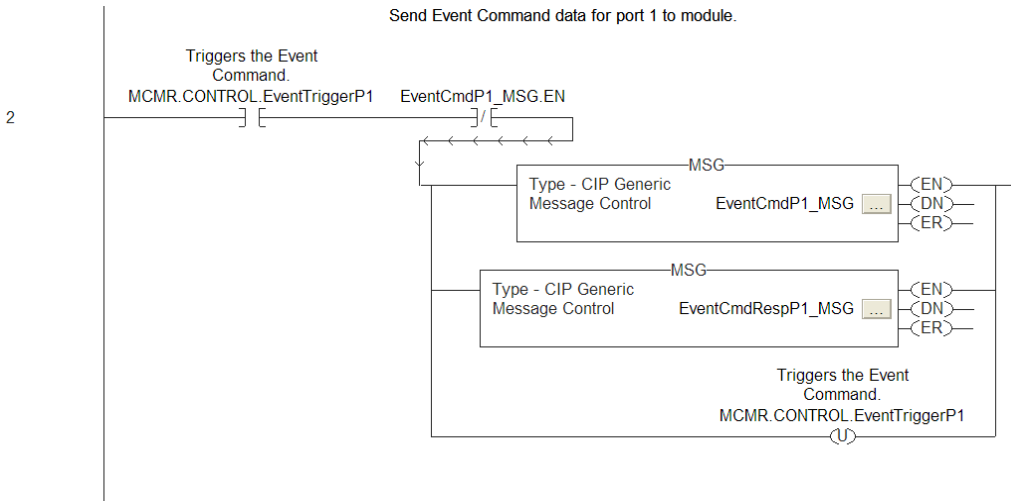 Send Event Command data for port 1 to module.
Triggers the Event
Command.
MCMR.CONTROL.EventTriggerP1
EventCmdP1_MSG.EN
2
/
MSG
Type - CIP Generic
Message Control
EventCmdP1_MSG
...
EN
DN
ER
MSG
Type - CIP Generic
Message Control
EventCmdRespP1_MSG
...
EN
DN
ER
Triggers the Event
Command.
MCMR.CONTROL.EventTriggerP1
U